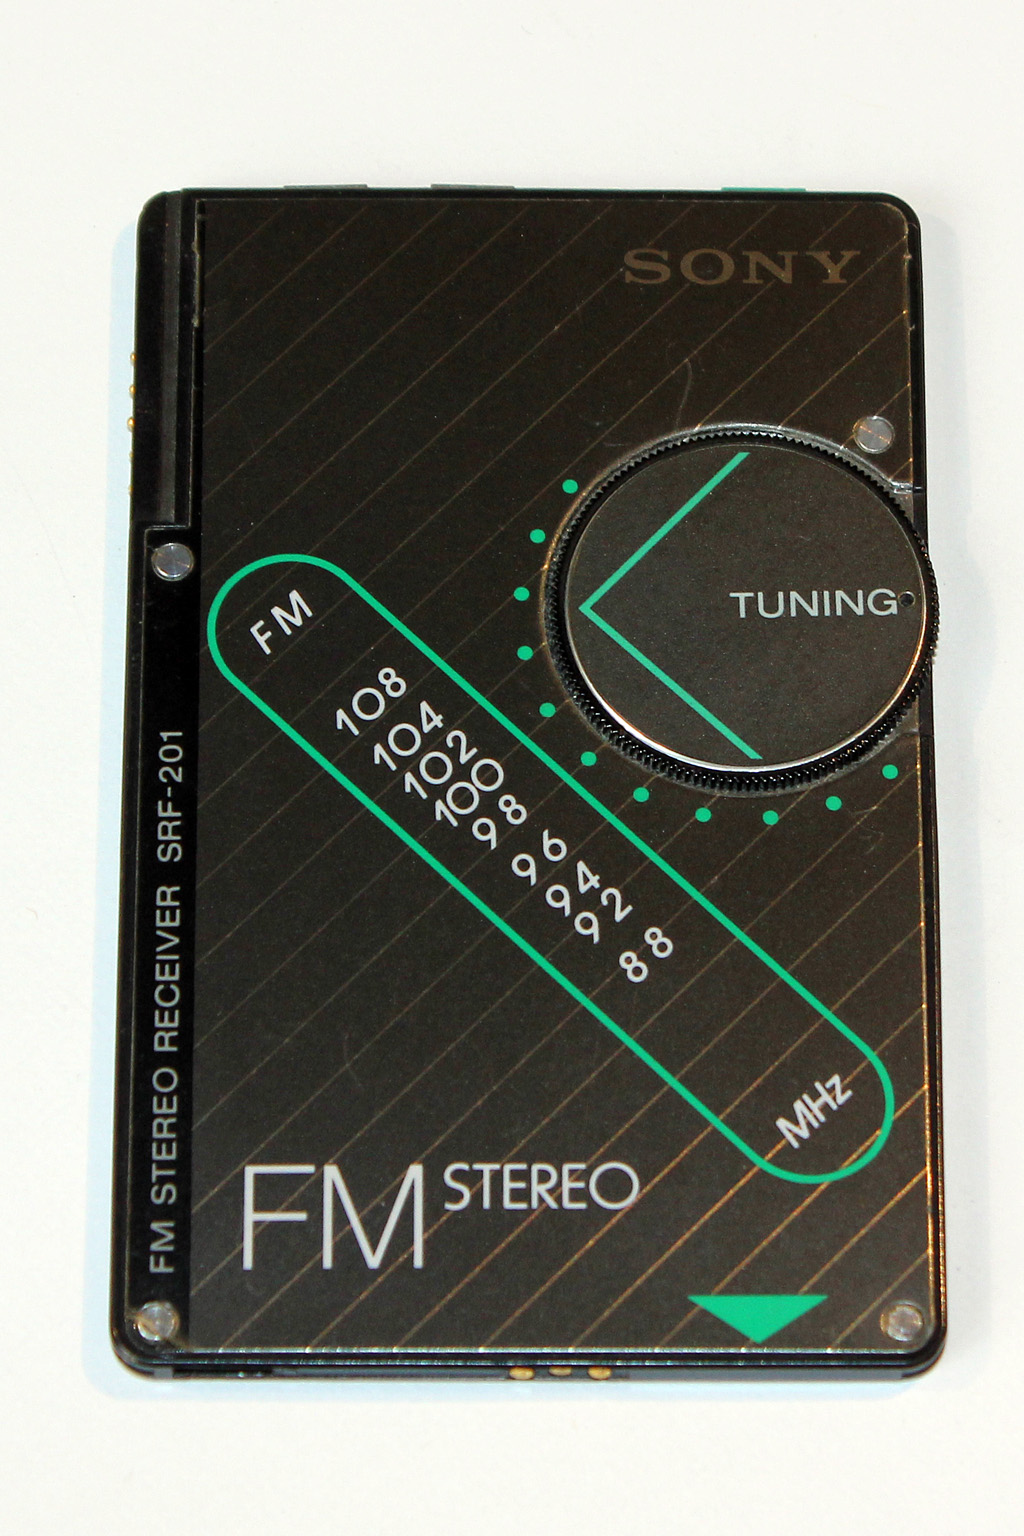 SONY
TUNING
FM
108
104
102
100
98
96
94
92
88
MHz
FM STEREO
FM STEREO RECEIVER SRF-201